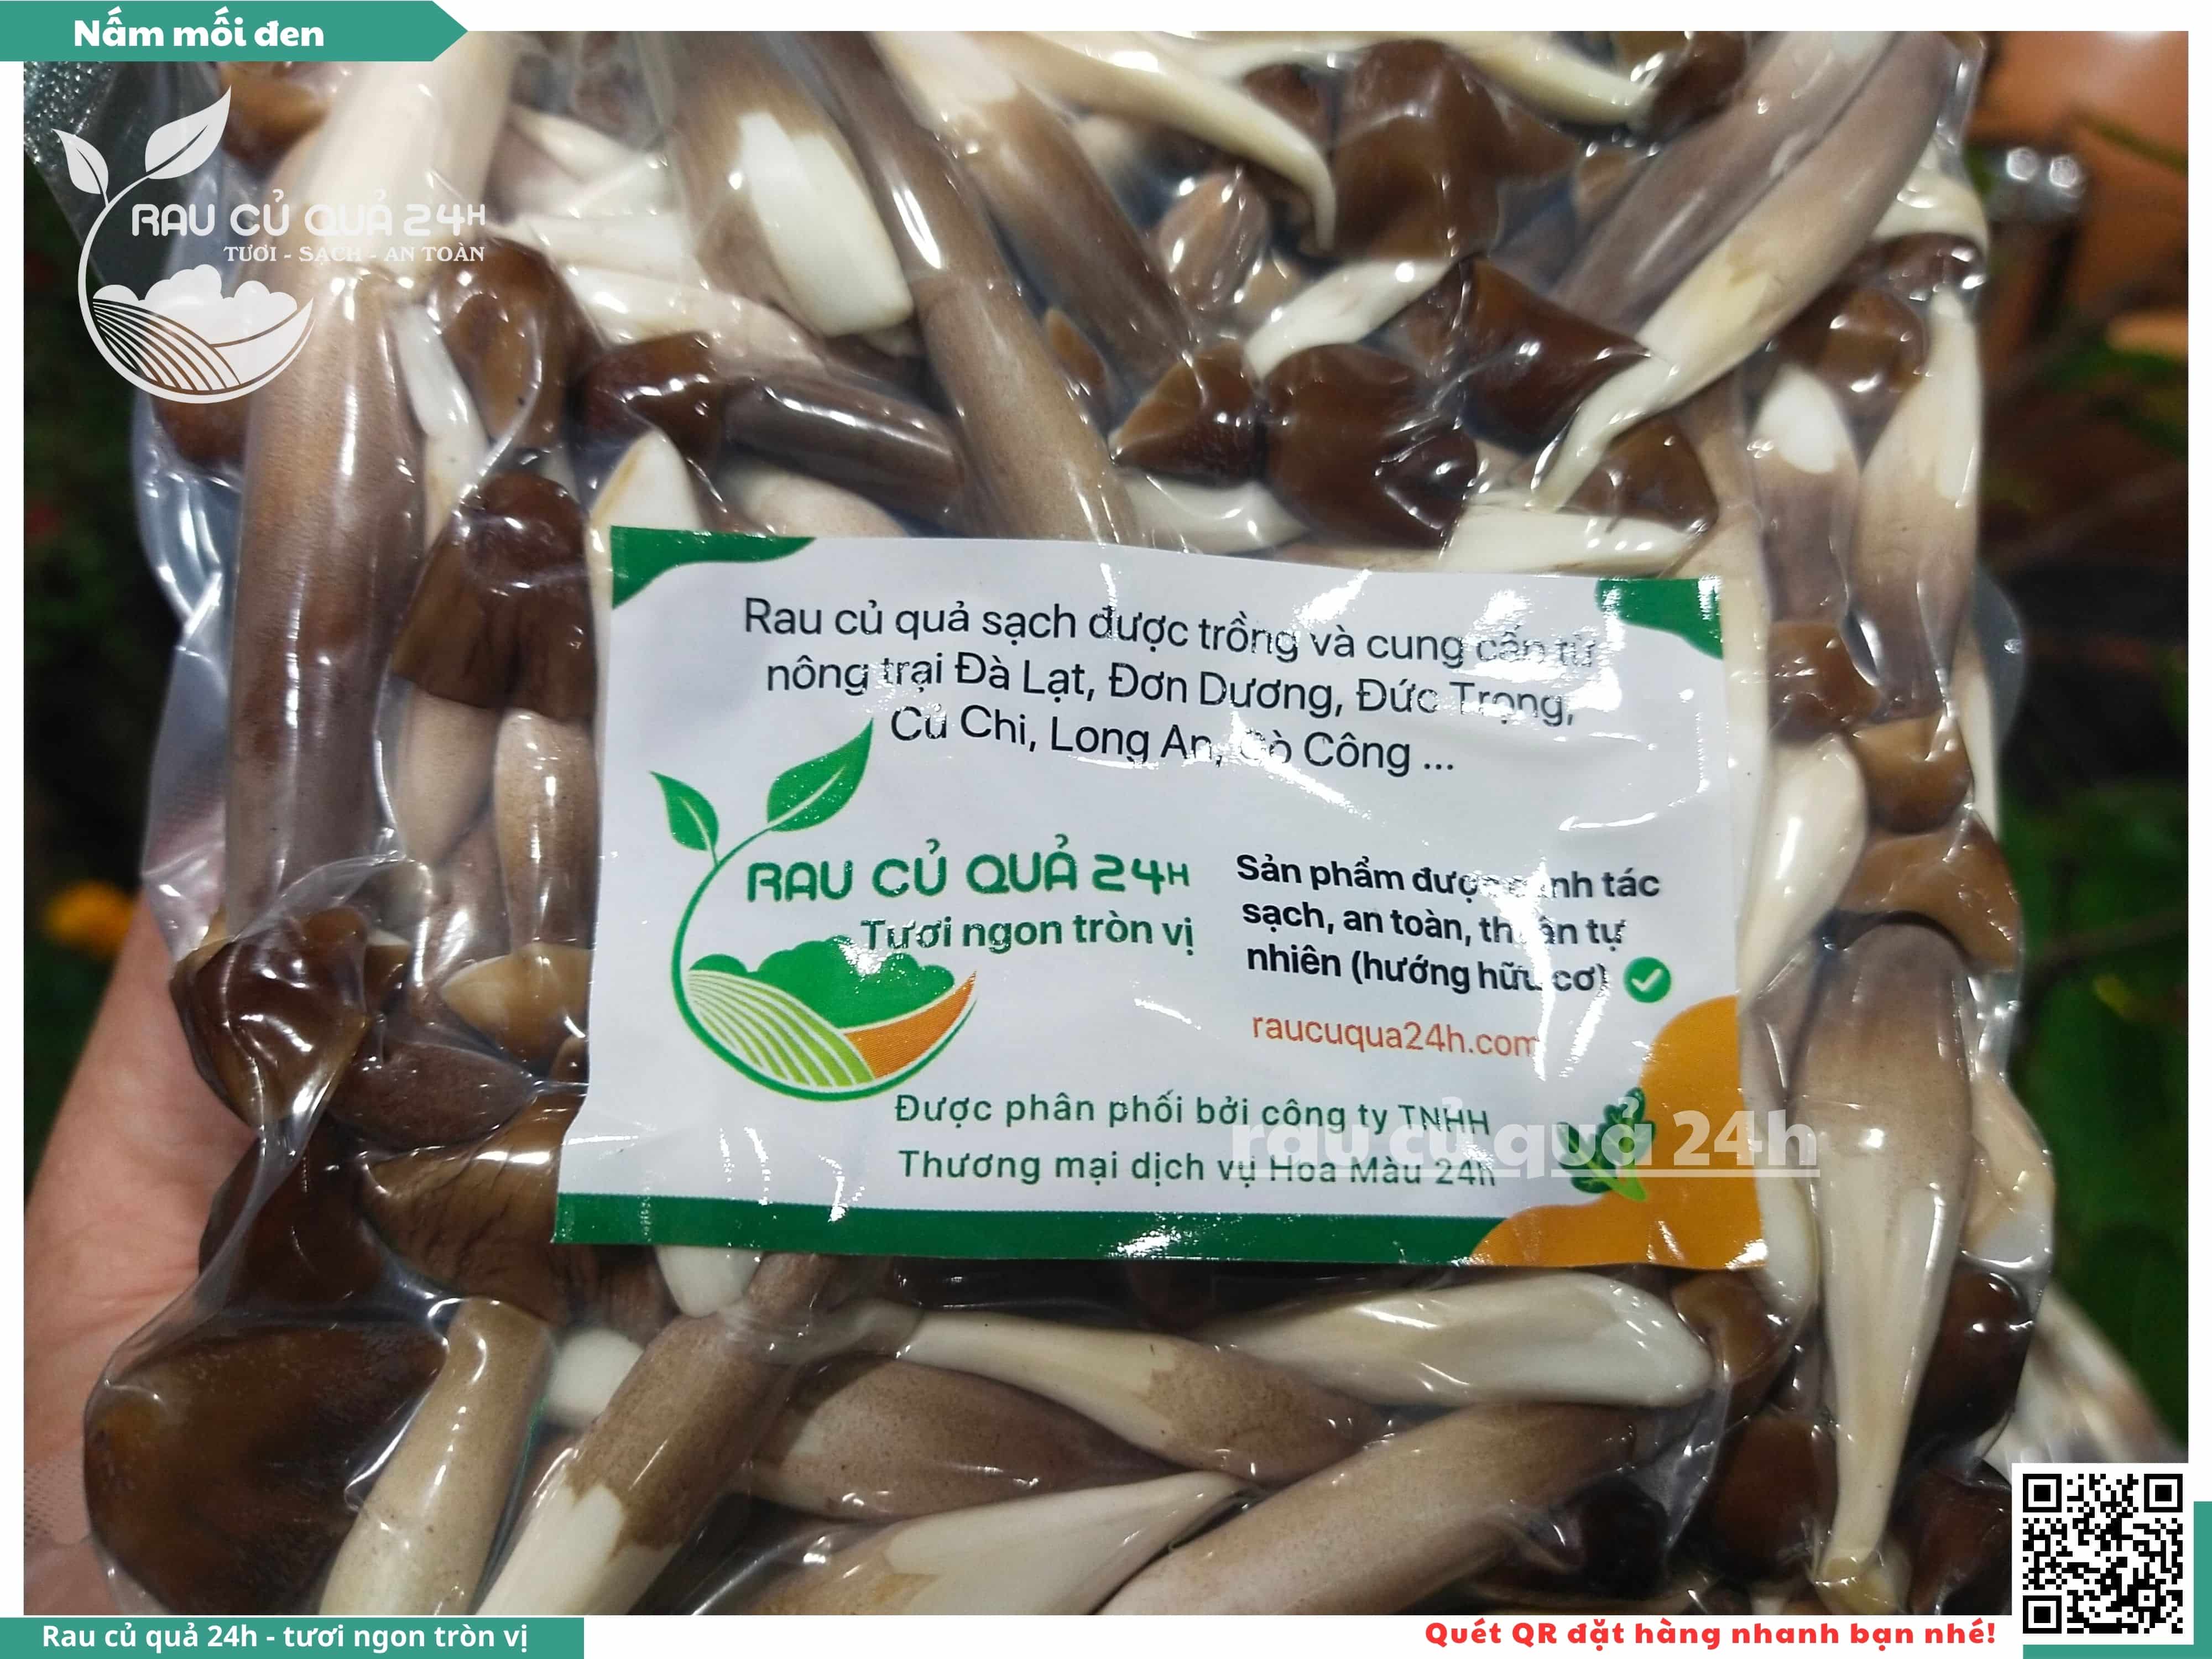 Nấm mối đen
RAU CỦ QUẢ 24H
TƯƠI - SẠCH - AN TOÀN
Rau củ quả sạch được trồng và cung cấp từ
nông trại Đà Lạt, Đơn Dương, Đức Trọng,
Củ Chi, Long An, Gò Công ...
RAU CỦ QUẢ 24H
Tươi ngon tròn vị
Sản phẩm được canh tác
sạch, an toàn, thuận tự
nhiên (hướng hữu cơ)
raucuqua24h.com
Được phân phối bởi công ty TNHH
Thương mại dịch vụ Hoa Màu 24h
rau củ quả 24h
Rau củ quả 24h - tươi ngon tròn vị
Quét QR đặt hàng nhanh bạn nhé!